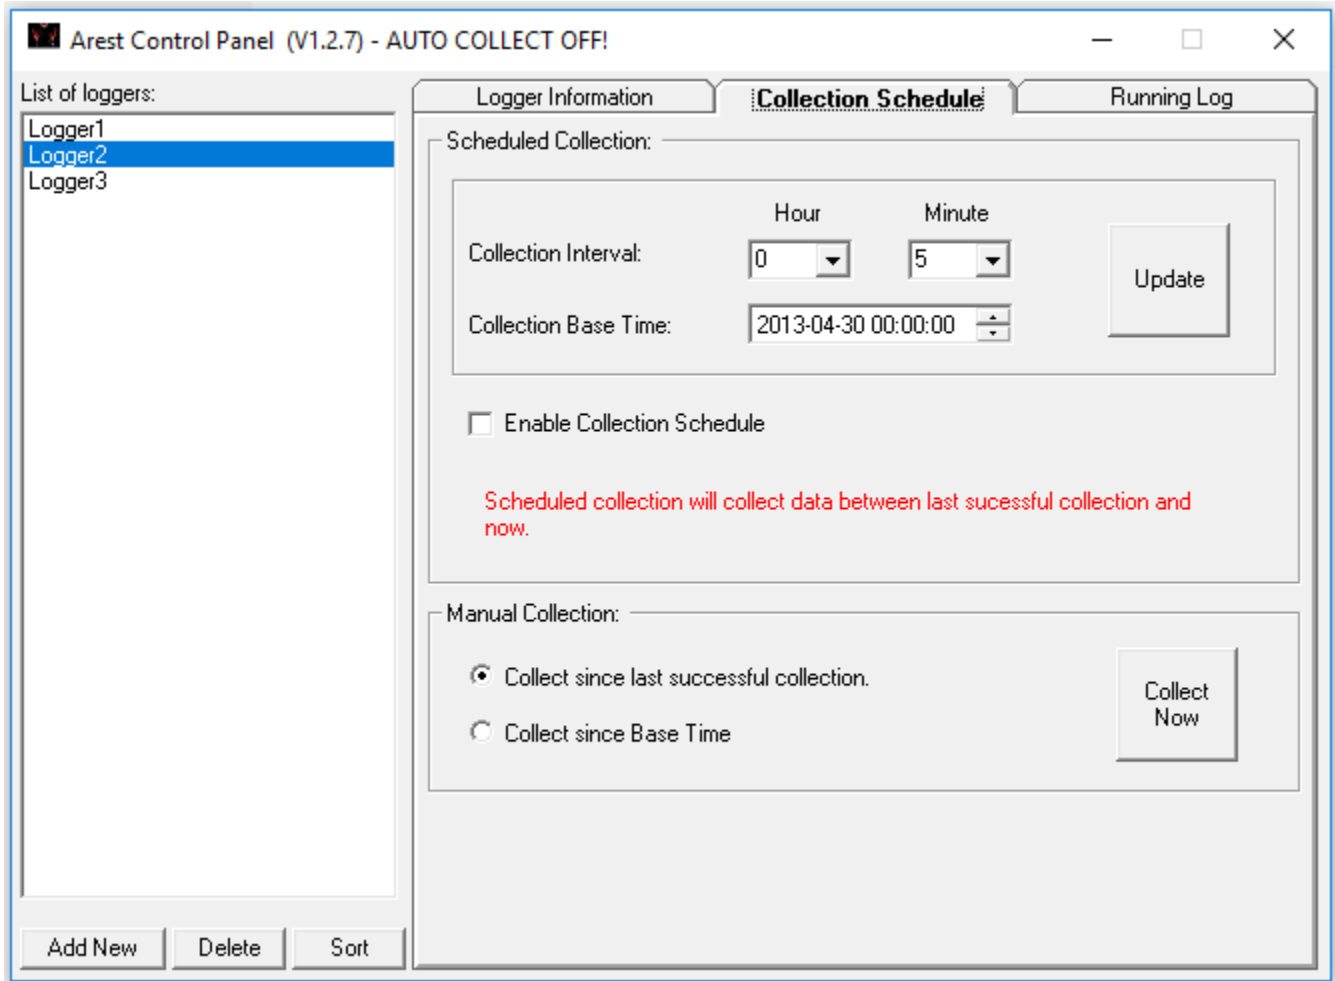 Arest Control Panel  (V1.2.7) - AUTO COLLECT OFF!
List of loggers:
Logger1
Logger2
Logger3
Add New
Delete
Sort
Logger Information
Collection Schedule
Running Log
Scheduled Collection:
Hour
Minute
Collection Interval:
0
5
Update
Collection Base Time:
2013-04-30 00:00:00
Enable Collection Schedule
Scheduled collection will collect data between last sucessful collection and
now.
Manual Collection:
Collect since last successful collection.
Collect since Base Time
Collect
Now